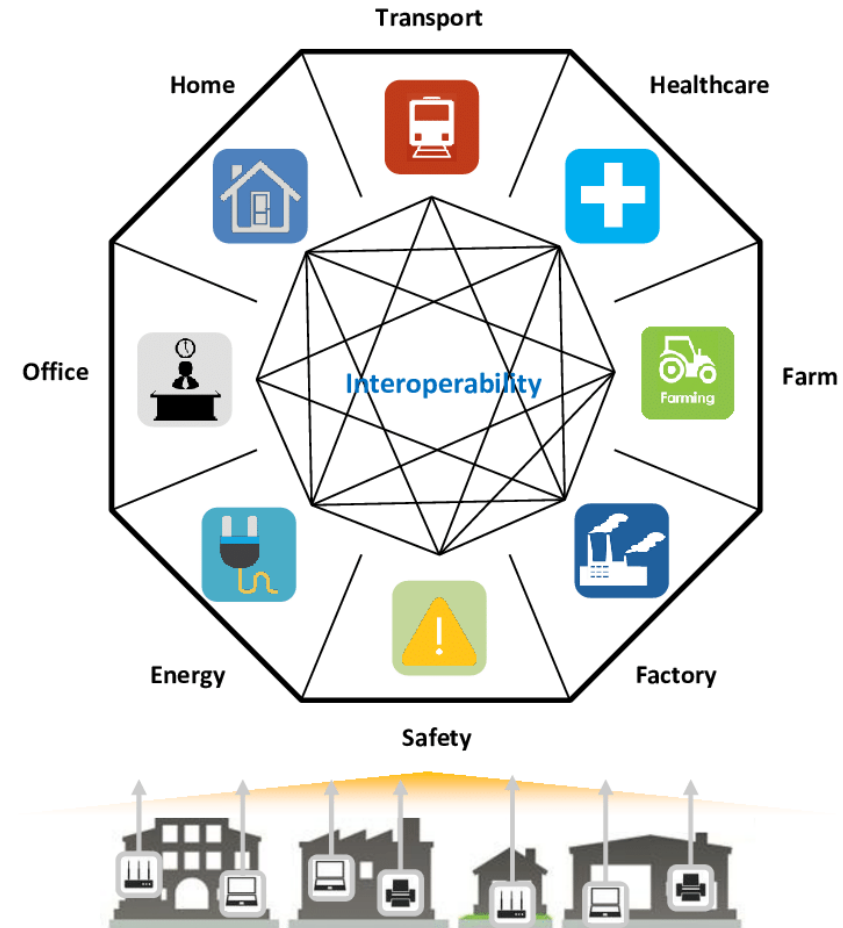 Transport
Home
Healthcare
Office
Interoperability
Farming
Farm
Energy
Factory
Safety